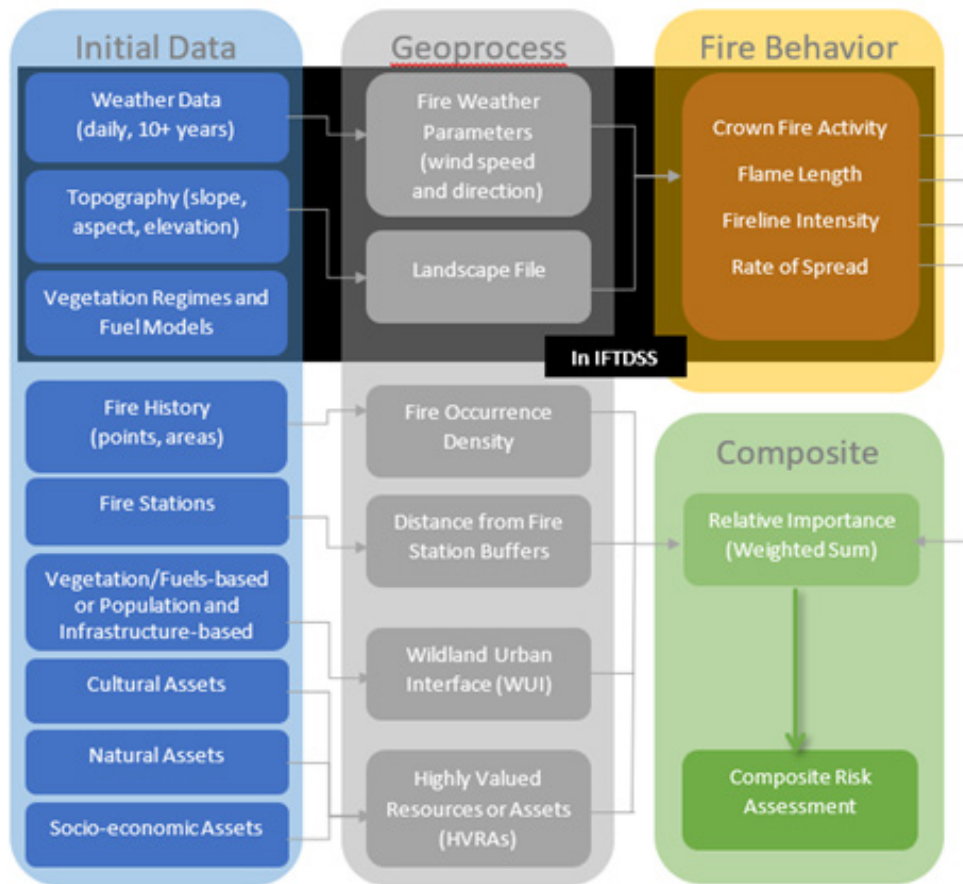 Initial Data
Weather Data
(daily, 10+ years)
Topography (slope,
aspect, elevation)
Vegetation Regimes and
Fuel Models
Fire History
(points, areas)
Fire Stations
Vegetation/Fuels-based
or Population and
Infrastructure-based
Cultural Assets
Natural Assets
Socio-economic Assets
Geoprocess
Fire Weather
Parameters
(wind speed
and direction)
Landscape File
In IFTDSS
Fire Occurrence
Density
Distance from Fire
Station Buffers
Wildland Urban
Interface (WUI)
Highly Valued
Resources or Assets
(HVRAs)
Fire Behavior
Crown Fire Activity
Flame Length
Fireline Intensity
Rate of Spread
Composite
Relative Importance
(Weighted Sum)
Composite Risk
Assessment